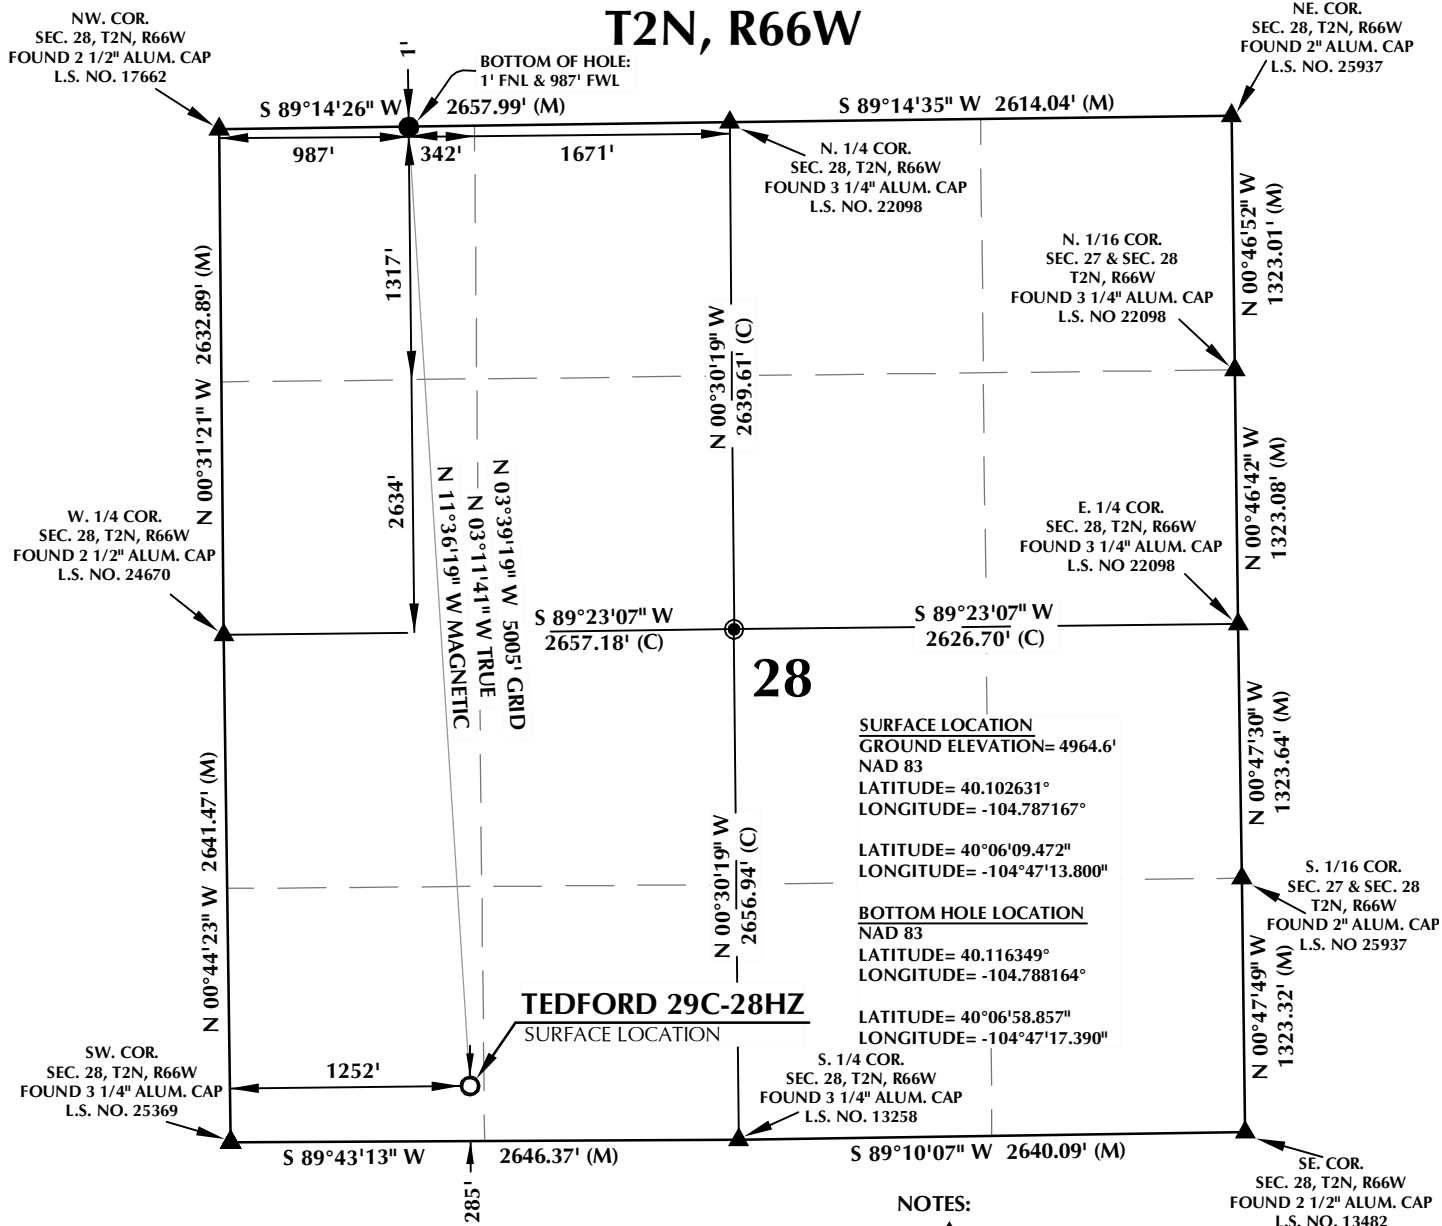 T2N, R66W
NW. COR.
SEC. 28, T2N, R66W
FOUND 2 1/2" ALUM. CAP
L.S. NO. 17662
1'
BOTTOM OF HOLE:
1' FNL & 987' FWL
NE. COR.
SEC. 28, T2N, R66W
FOUND 2" ALUM. CAP
L.S. NO. 25937
S 89°14'26" W 2657.99' (M)
S 89°14'35" W 2614.04' (M)
987'
342'
1671'
N. 1/4 COR.
SEC. 28, T2N, R66W
FOUND 3 1/4" ALUM. CAP
L.S. NO. 22098
N 00°46'52" W
1323.01' (M)
N. 1/16 COR.
SEC. 27 & SEC. 28
T2N, R66W
FOUND 3 1/4" ALUM. CAP
L.S. NO 22098
N 00°31'21" W 2632.89' (M)
1317'
N 00°30'19" W
2639.61' (C)
2634'
N 03°39'19" W 5005' GRID
N 03°11'41" W TRUE
N 11°36'19" W MAGNETIC
N 00°46'42" W
1323.08' (M)
W. 1/4 COR.
SEC. 28, T2N, R66W
FOUND 2 1/2" ALUM. CAP
L.S. NO. 24670
E. 1/4 COR.
SEC. 28, T2N, R66W
FOUND 3 1/4" ALUM. CAP
L.S. NO 22098
S 89°23'07" W
2657.18' (C)
S 89°23'07" W
2626.70' (C)
28
SURFACE LOCATION
GROUND ELEVATION= 4964.6'
NAD 83
LATITUDE= 40.102631°
LONGITUDE= -104.787167°
LATITUDE= 40°06'09.472"
LONGITUDE= -104°47'13.800"
BOTTOM HOLE LOCATION
NAD 83
LATITUDE= 40.116349°
LONGITUDE= -104.788164°
LATITUDE= 40°06'58.857"
LONGITUDE= -104°47'17.390"
N 00°47'30" W
1323.64' (M)
N 00°44'23" W 2641.47' (M)
N 00°30'19" W
2656.94' (C)
S. 1/16 COR.
SEC. 27 & SEC. 28
T2N, R66W
FOUND 2" ALUM. CAP
L.S. NO 25937
N 00°47'49" W
1323.32' (M)
TEDFORD 29C-28HZ
SURFACE LOCATION
SW. COR.
SEC. 28, T2N, R66W
FOUND 3 1/4" ALUM. CAP
L.S. NO. 25369
1252'
S. 1/4 COR.
SEC. 28, T2N, R66W
FOUND 3 1/4" ALUM. CAP
L.S. NO. 13258
S 89°43'13" W 2646.37' (M)
S 89°10'07" W 2640.09' (M)
285'
SE. COR.
SEC. 28, T2N, R66W
FOUND 2 1/2" ALUM. CAP
L.S. NO. 13482
NOTES: